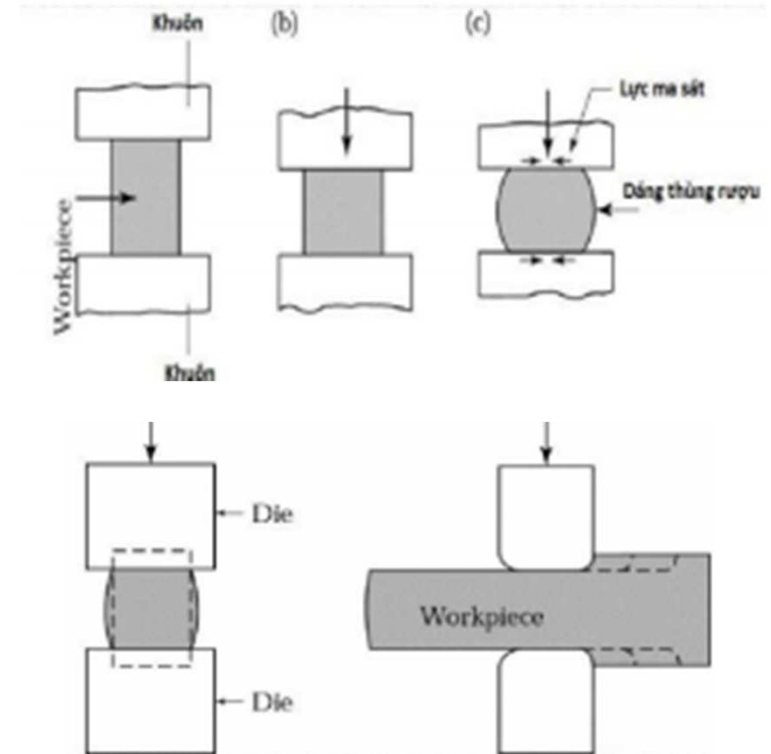 Khuôn
(b)
(c)
Lực ma sát
Dáng thùng rượu
Workpiece
Khuôn
Die
Workpiece
Die